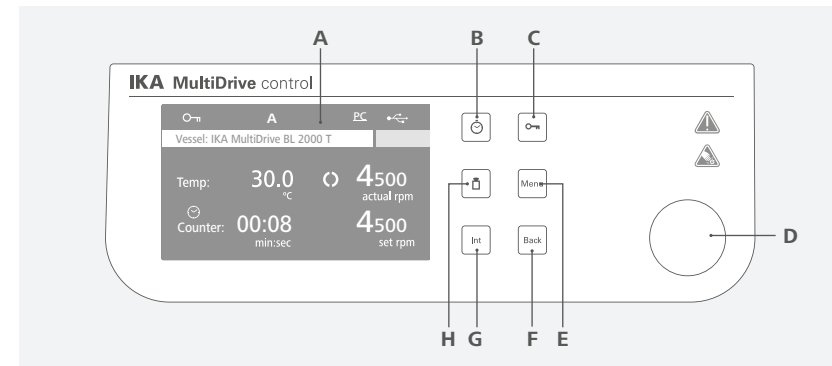 A B C
IKA MultiDrive control
A PC
Vessel: IKA MultiDrive BL 2000 T
Temp: 30.0 4500
°C actual rpm
Menu
D
Counter: 00:08 4500
min:sec set rpm
Int Back
H G F E